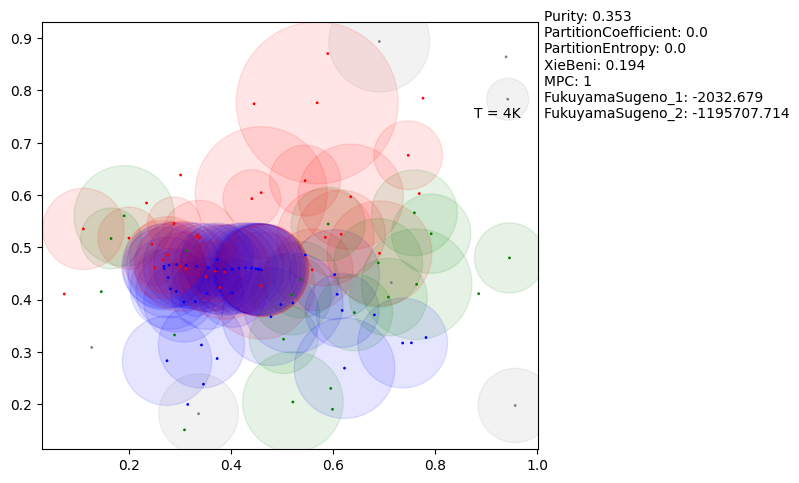 Purity: 0.353
PartitionCoefficient: 0.0
PartitionEntropy: 0.0
XieBeni: 0.194
MPC: 1
FukuyamaSugeno_1: -2032.679
FukuyamaSugeno_2: -1195707.714
T = 4K
0.9
0.8
0.7
0.6
0.5
0.4
0.3
0.2
0.2
0.4
0.6
0.8
1.0